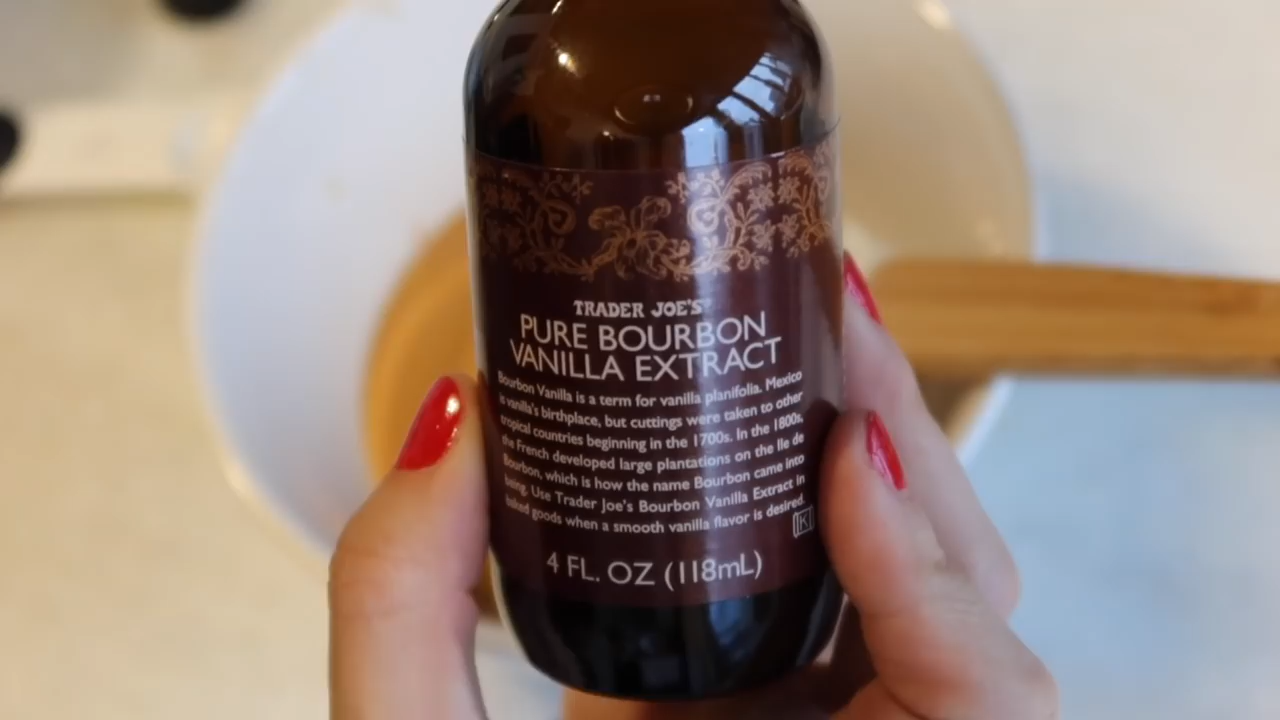 TRADER JOE'S
PURE BOURBON
VANILLA EXTRACT
Bourbon Vanilla is a term for vanilla planifolia. Mexico
is vanilla's birthplace, but cuttings were taken to other
tropical countries beginning in the 1700s. In the 1800s,
the French developed large plantations on the Ile de
Bourbon, which is how the name Bourbon came into
being. Use Trader Joe's Bourbon Vanilla Extract In
baked goods when a smooth vanilla flavor is desired.
K
4 FL. OZ (118mL)